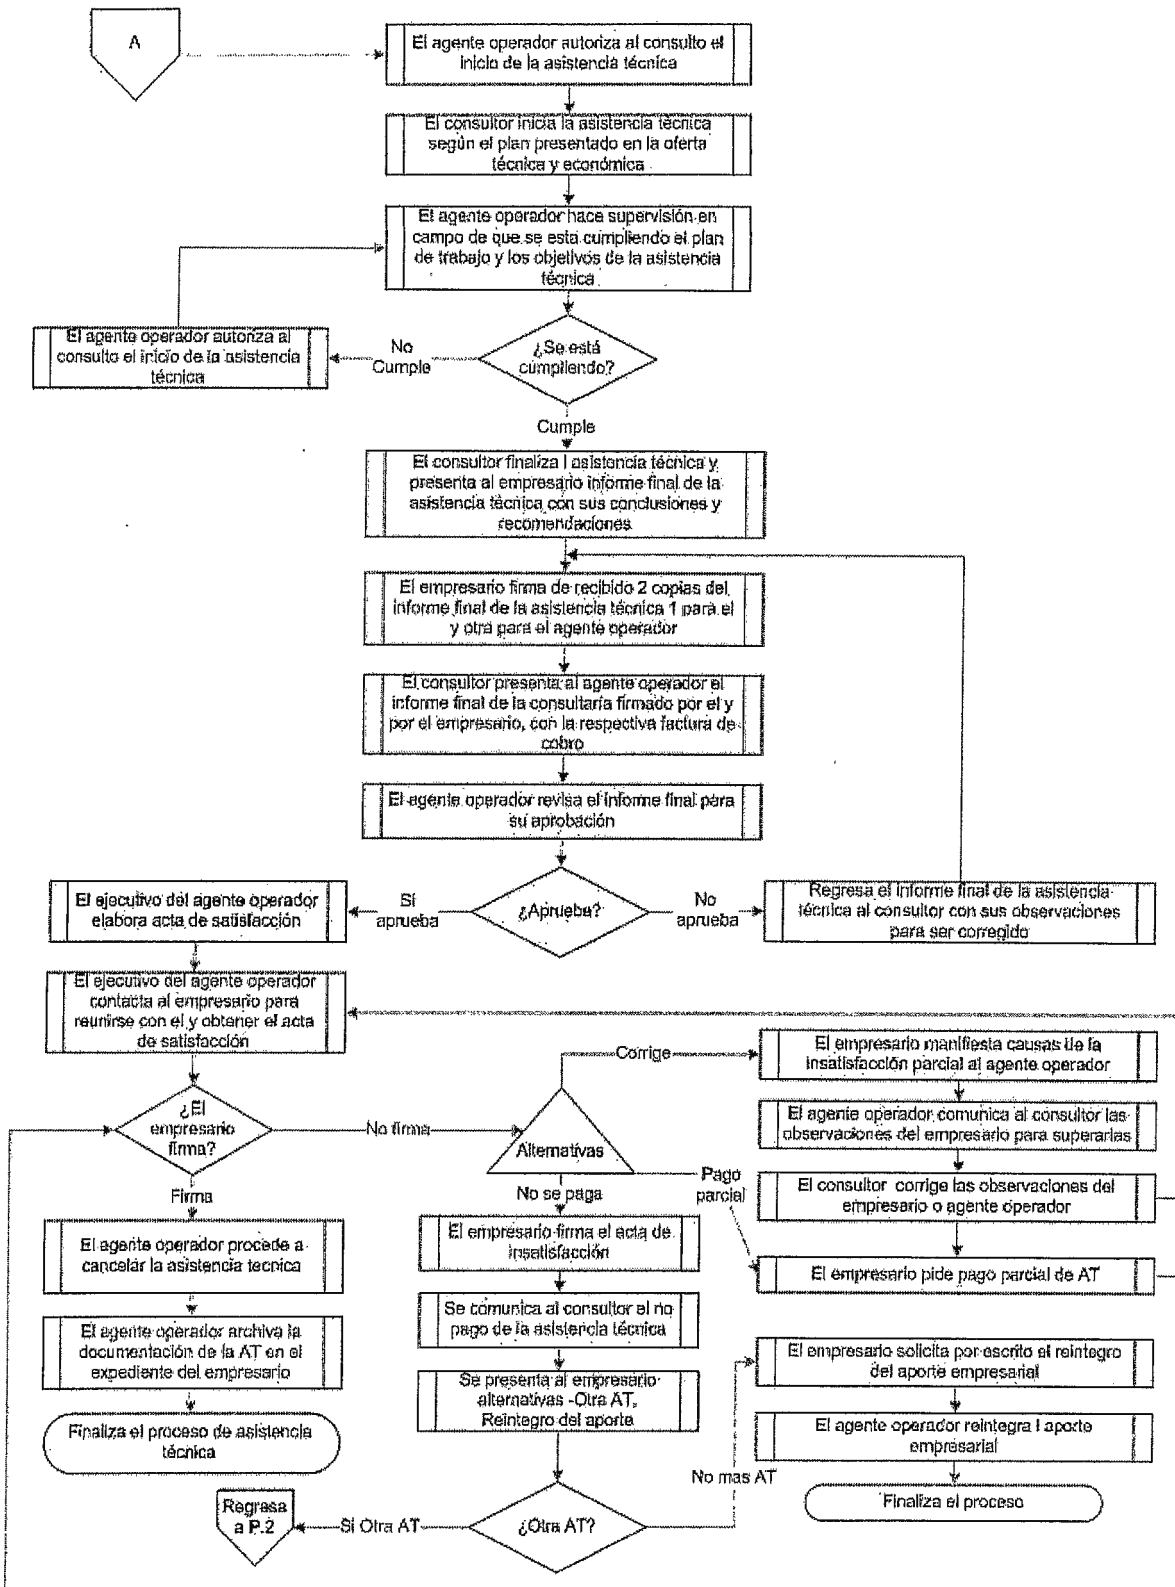 A
El agente operador autoriza al consulto el
inicio de la asistencia técnica
El consultor inicia la asistencia técnica
según el plan presentado en la oferta
técnica y económica
El agente operador hace supervisión en
campo de que se esta cumpliendo el plan
de trabajo y los objetivos de la asistencia
técnica
El agente operador autoriza al
consulto el inicio de la asistencia
técnica
No
Cumple
¿Se está
cumpliendo?
Cumple
El consultor finaliza l asistencia técnica y
presenta al empresario informe final de la
asistencia técnica con sus conclusiones y
recomendaciones
El empresario firma de recibido 2 copias del
informe final de la asistencia técnica 1 para el
y otra para el agente operador
El consultor presenta al agente operador el
informe final de la consultaría firmado por el y
por el empresario, con la respectiva factura de
cobro
El agente operador revisa el informe final para
su aprobación
El ejecutivo del agente operador
elabora acta de satisfacción
Sí
aprueba
¿Aprueba?
No
aprueba
Regresa el informe final de la asistencia
técnica al consultor con sus observaciones
para ser corregido
El ejecutivo del agente operador
contacta al empresario para
reunirse con el y obtener el acta
de satisfacción
Corrige
El empresario manifiesta causas de la
insatisfacción parcial al agente operador
¿El
empresario
firma?
No firma
Alternativas
El agente operador comunica al consultor las
observaciones del empresario para superarlas
Firma
No se paga
Pago
parcial
El consultor corrige las observaciones del
empresario o agente operador
El agente operador procede a
cancelar la asistencia tecnica
El empresario firma el acta de
insatisfacción
El empresario pide pago parcial de AT
El agente operador archiva la
documentación de la AT en el
expediente del empresario
Se comunica al consultor el no
pago de la asistencia técnica
El empresario solicita por escrito el reintegro
del aporte empresarial
Se presenta al empresario
alternativas -Otra AT,
Reintegro del aporte
Finaliza el proceso de asistencia
técnica
El agente operador reintegra l aporte
empresarial
No mas AT
Regresa
a P.2
Si Otra AT
¿Otra AT?
Finaliza el proceso